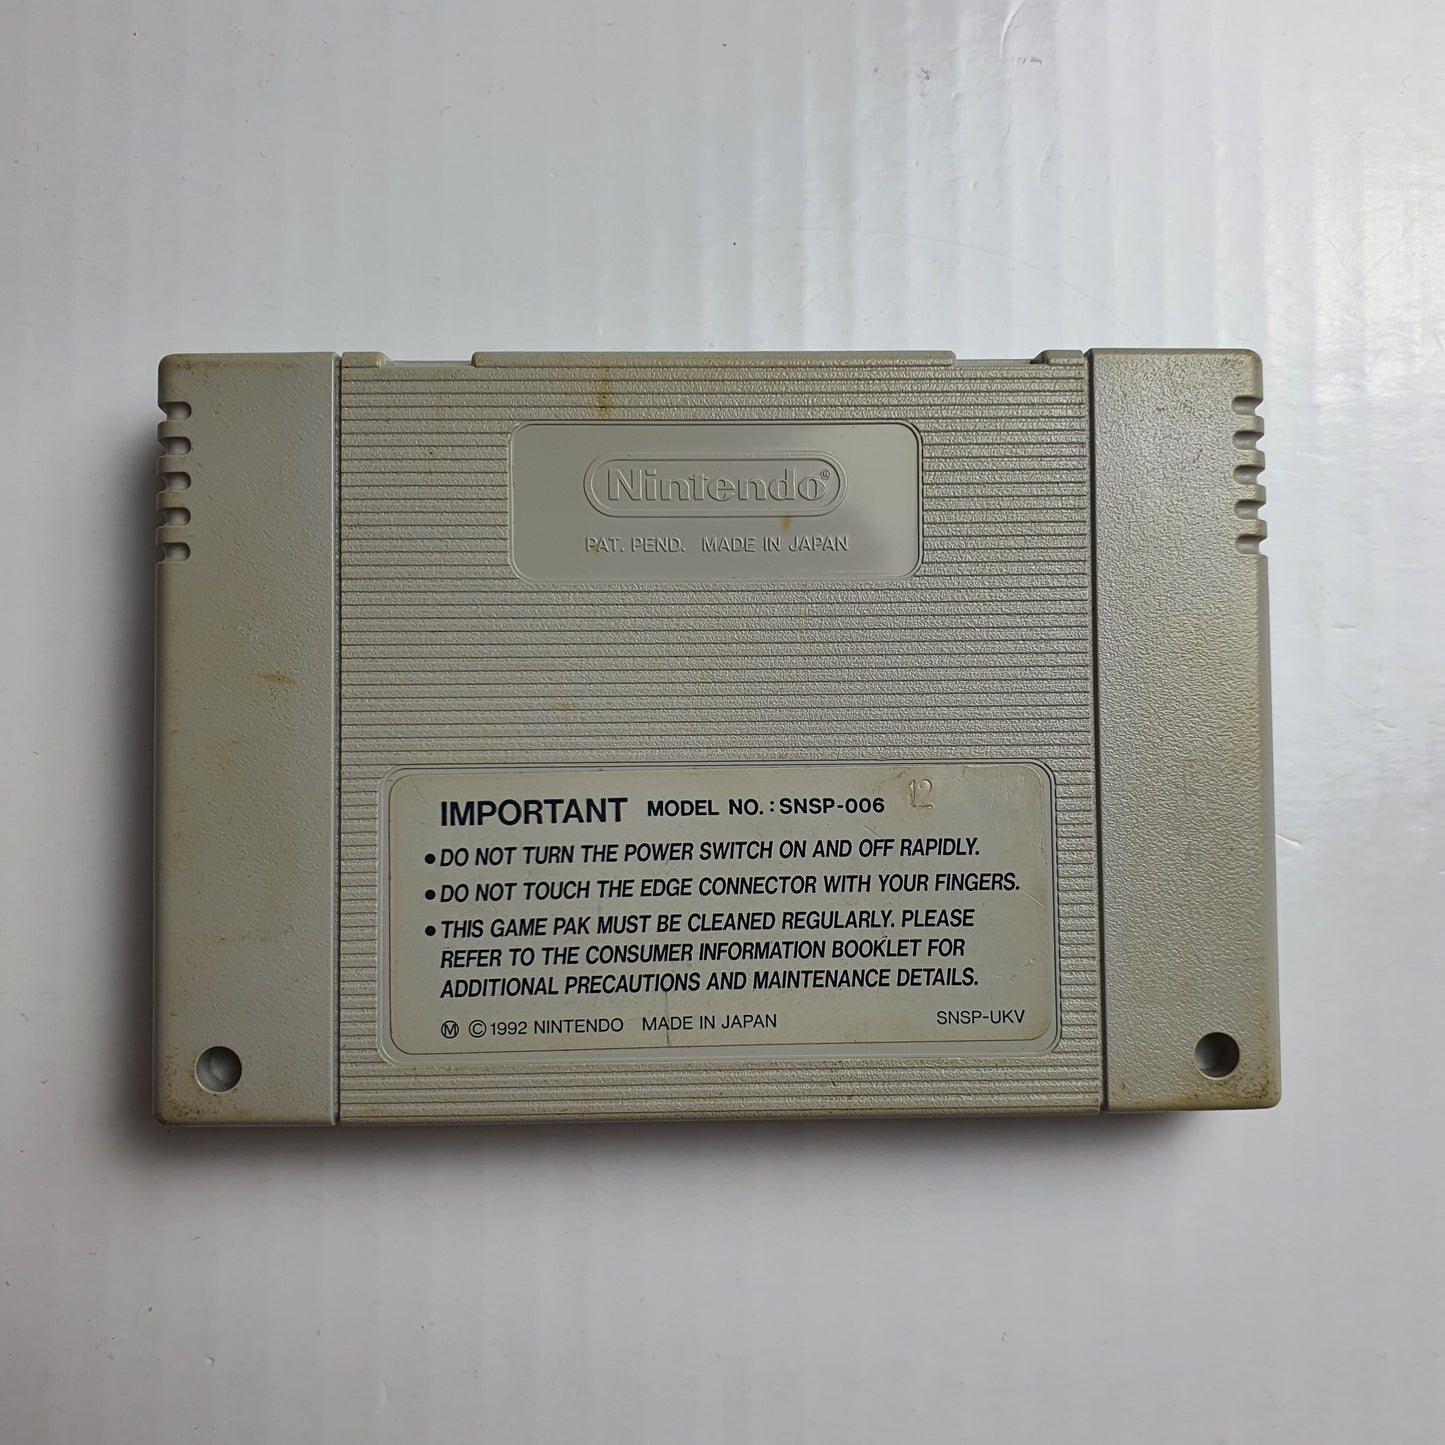 Nintendo®
PAT. PEND. MADE IN JAPAN
IMPORTANT MODEL NO. : SNSP-006 12
● DO NOT TURN THE POWER SWITCH ON AND OFF RAPIDLY.
● DO NOT TOUCH THE EDGE CONNECTOR WITH YOUR FINGERS.
● THIS GAME PAK MUST BE CLEANED REGULARLY. PLEASE
REFER TO THE CONSUMER INFORMATION BOOKLET FOR
ADDITIONAL PRECAUTIONS AND MAINTENANCE DETAILS.
Ⓜ © 1992 NINTENDO MADE IN JAPAN SNSP-UKV